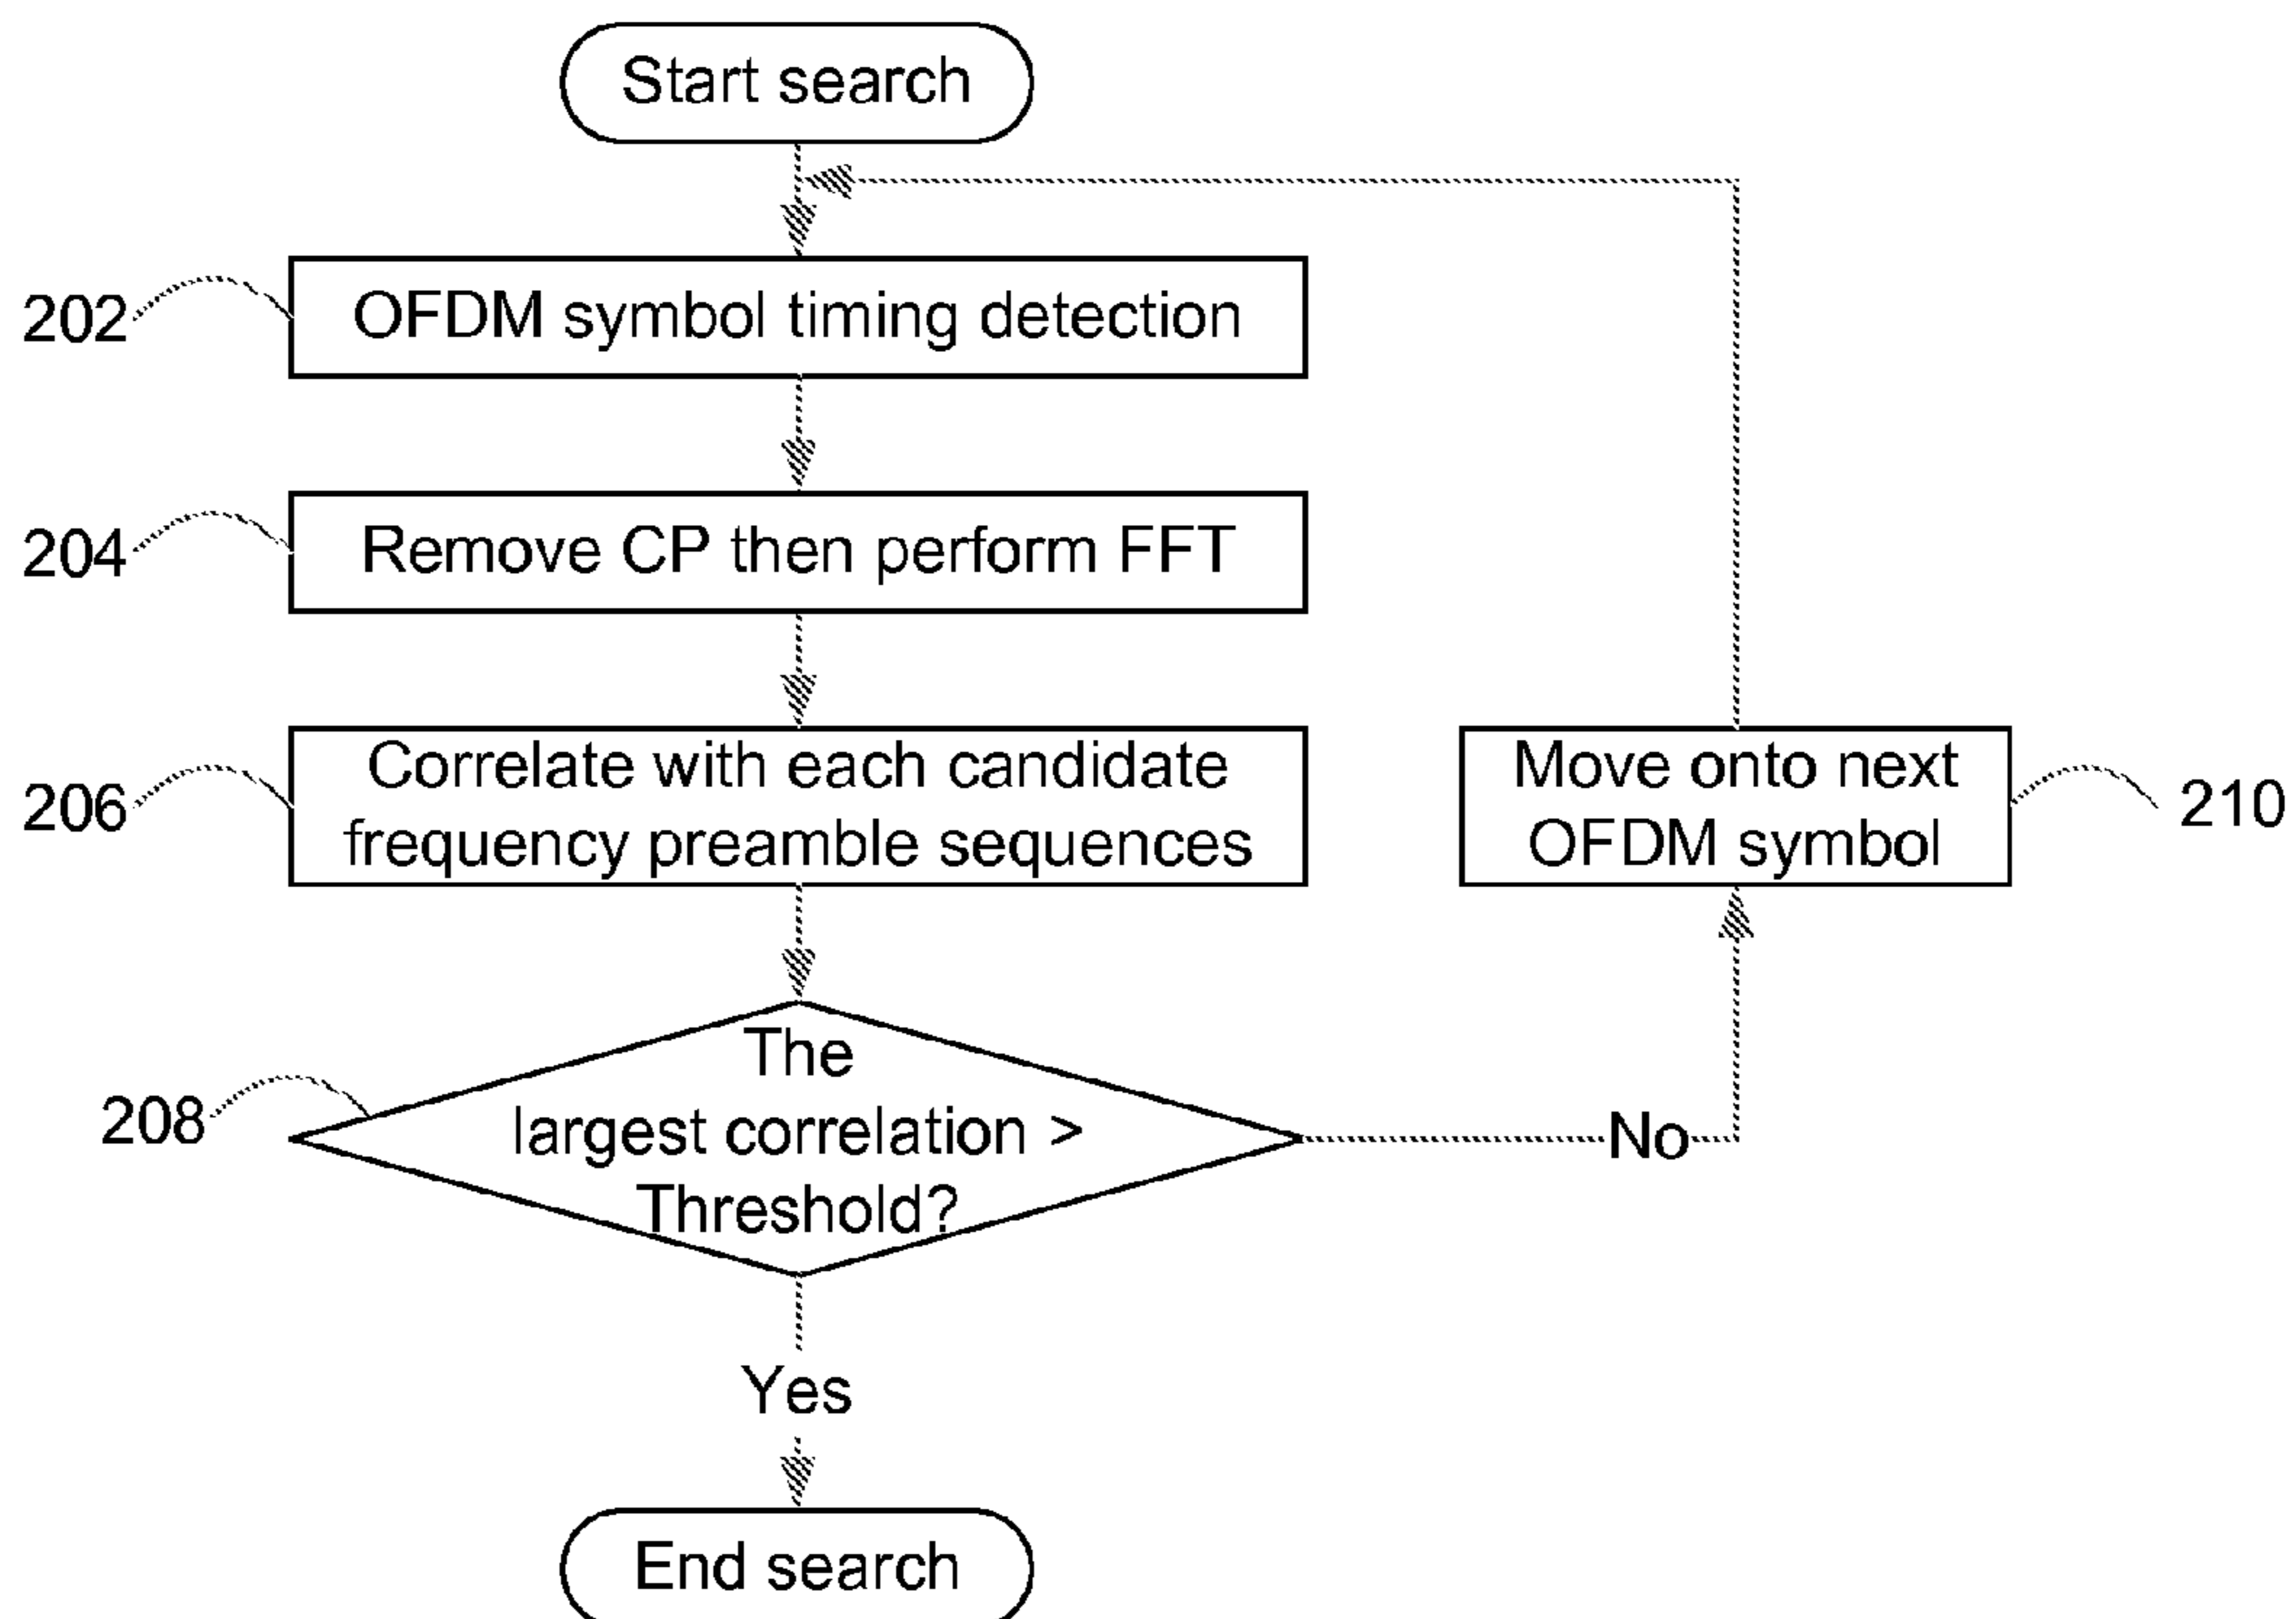 Start search
202
OFDM symbol timing detection
204
Remove CP then perform FFT
206
Correlate with each candidate
frequency preamble sequences
Move onto next
OFDM symbol
210
208
The
largest correlation >
Threshold?
No
Yes
End search